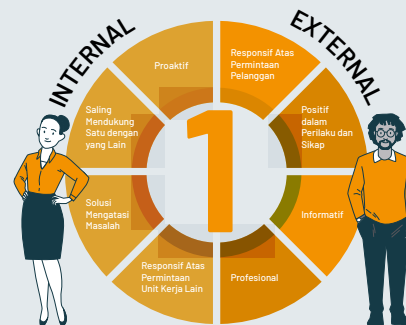 INTERNAL
EXTERNAL
Proaktif
Responsif Atas
Permintaan
Pelanggan
Saling
Mendukung
Satu dengan
yang Lain
Positif
dalam
Perilaku dan
Sikap
1
Solusi
Mengatasi
Masalah
Informatif
Responsif Atas
Permintaan
Unit Kerja Lain
Profesional